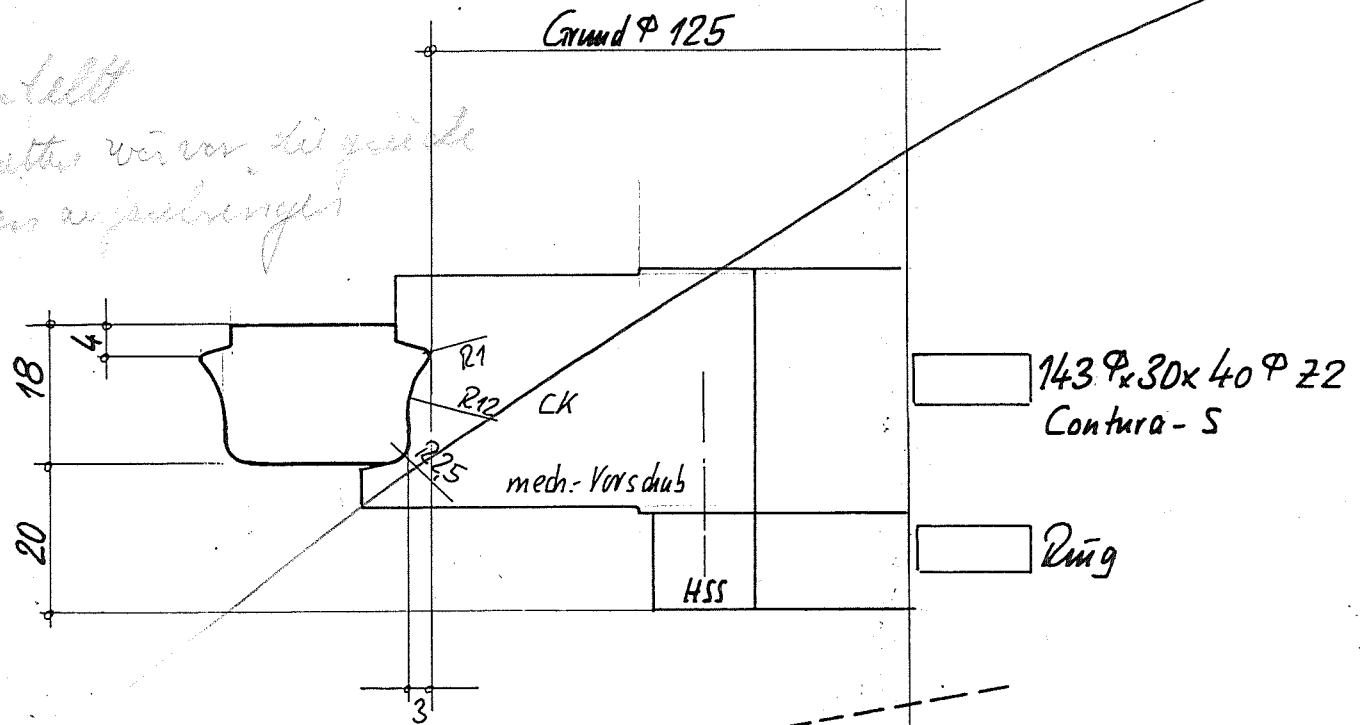 Grund Φ 125
4
18
R1
R12
CK
R2,5
mech.-Vorschub
20
HSS
3
143 Φ x 30 x 40 Φ Z2
Contura - S
Ring